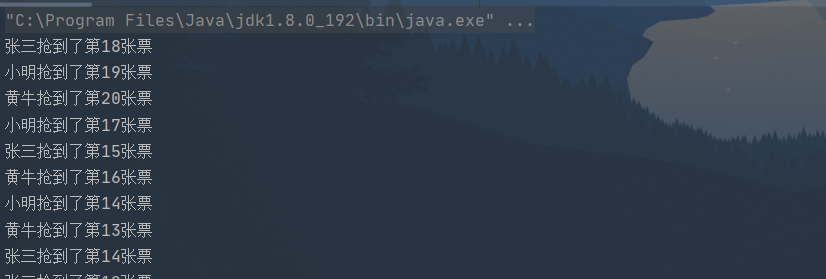 "C:\Program Files\Java\jdk1.8.0_192\bin\java.exe" ...
张三抢到了第18张票
小明抢到了第19张票
黄牛抢到了第20张票
小明抢到了第17张票
张三抢到了第15张票
黄牛抢到了第16张票
小明抢到了第14张票
黄牛抢到了第13张票
张三抢到了第14张票